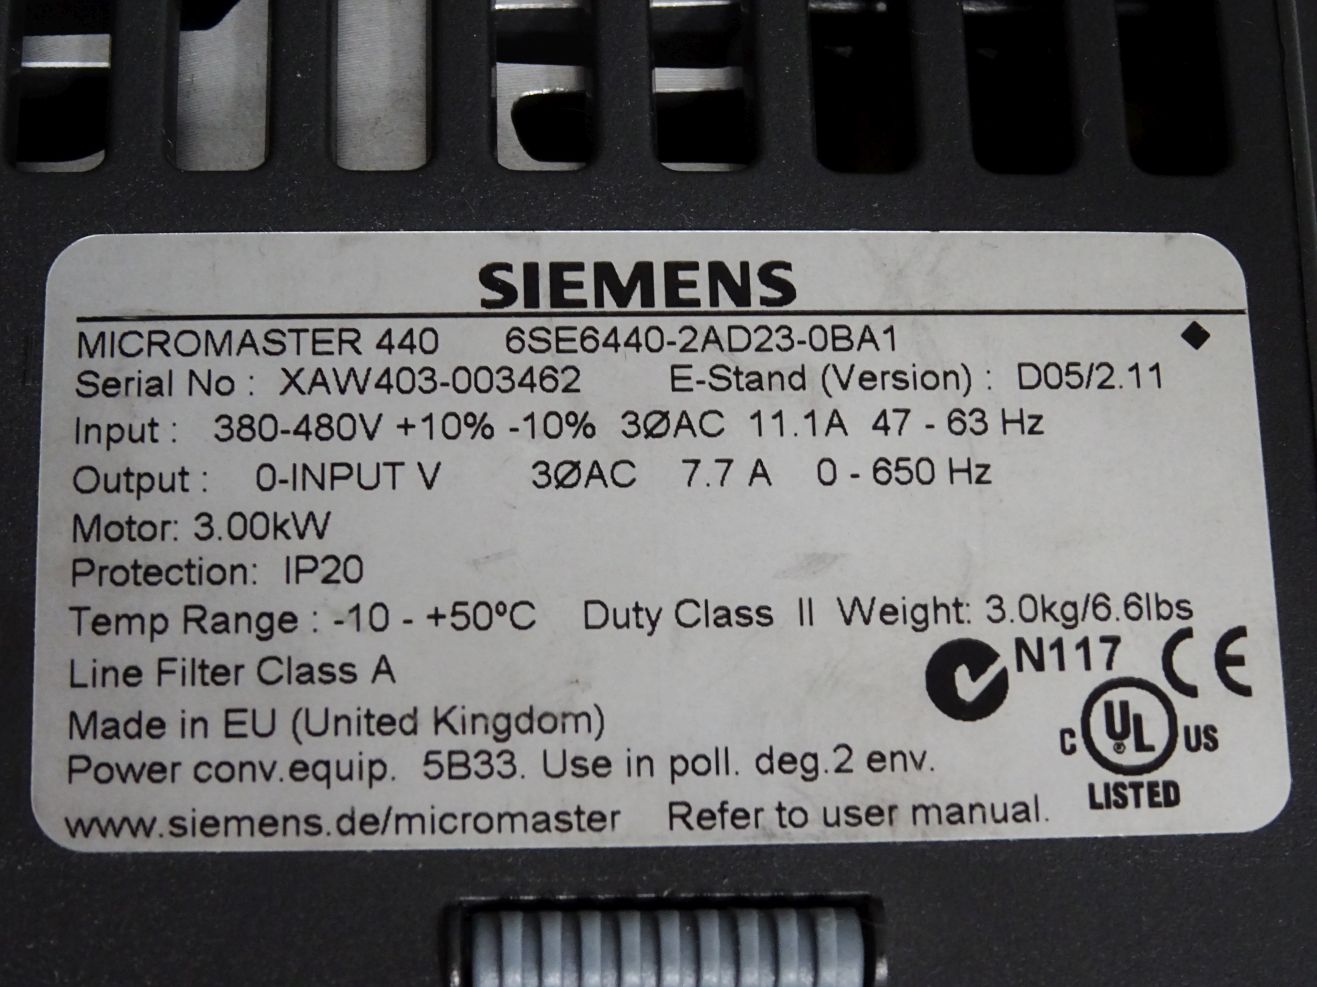 SIEMENS
MICROMASTER 440 6SE6440-2AD23-0BA1
Serial No : XAW403-003462 E-Stand (Version) : D05/2.11
Input : 380-480V +10% -10% 3ØAC 11.1A 47 - 63 Hz
Output : 0-INPUT V 3ØAC 7.7 A 0 - 650 Hz
Motor: 3.00kW
Protection: IP20
Temp Range : -10 - +50ºC Duty Class II Weight: 3.0kg/6.6lbs
Line Filter Class A N117 CE
Made in EU (United Kingdom) C UL® US
Power conv.equip. 5B33. Use in poll. deg.2 env. LISTED
www.siemens.de/micromaster Refer to user manual.